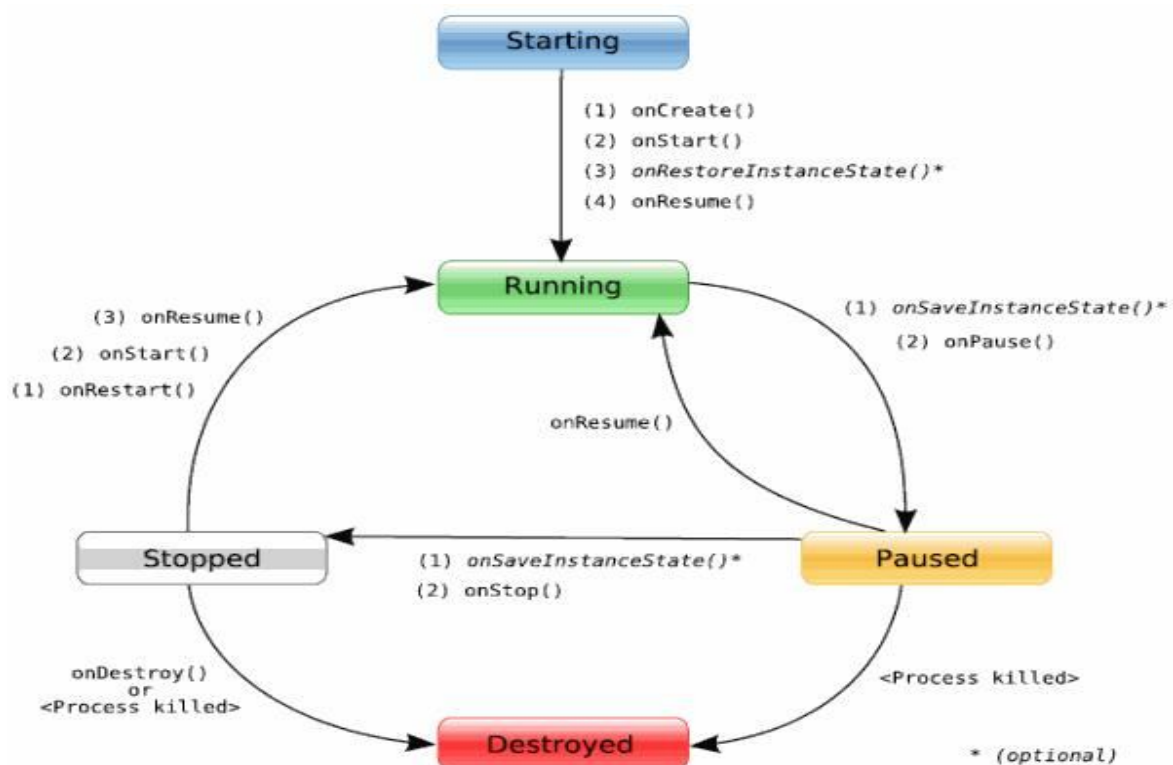 Starting
(1) onCreate()
(2) onStart()
(3) onRestoreInstanceState()*
(4) onResume()
Running
(3) onResume()
(2) onStart()
(1) onRestart()
(1) onSaveInstanceState()*
(2) onPause()
onResume()
Stopped
(1) onSaveInstanceState()*
(2) onStop()
Paused
onDestroy()
or
<Process killed>
<Process killed>
Destroyed
* (optional)